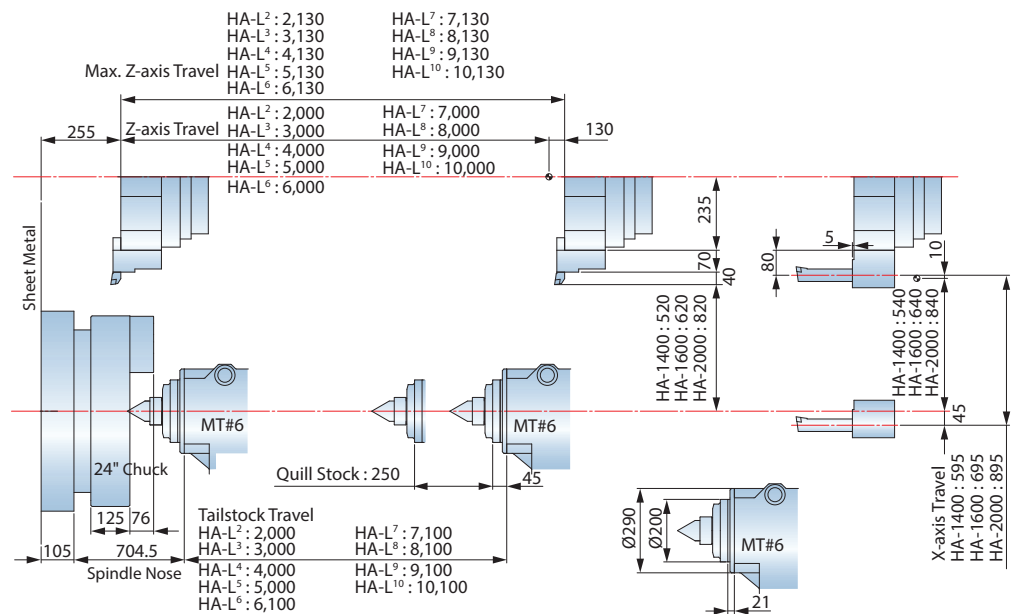 HA-L² : 2,130
HA-L³ : 3,130
HA-L⁴ : 4,130
HA-L⁵ : 5,130
HA-L⁶ : 6,130
HA-L⁷ : 7,130
HA-L⁸ : 8,130
HA-L⁹ : 9,130
HA-L¹⁰ : 10,130
Max. Z-axis Travel
HA-L² : 2,000
HA-L³ : 3,000
HA-L⁴ : 4,000
HA-L⁵ : 5,000
HA-L⁶ : 6,000
HA-L⁷ : 7,000
HA-L⁸ : 8,000
HA-L⁹ : 9,000
HA-L¹⁰ : 10,000
255
Z-axis Travel
130
Sheet Metal
235
70
40
HA-1400 : 520
HA-1600 : 620
HA-2000 : 820
5
80
10
HA-1400 : 540
HA-1600 : 640
HA-2000 : 840
45
X-axis Travel
HA-1400 : 595
HA-1600 : 695
HA-2000 : 895
MT#6
MT#6
24" Chuck
Quill Stock : 250
45
125
76
105
704.5
Spindle Nose
Tailstock Travel
HA-L² : 2,000
HA-L³ : 3,000
HA-L⁴ : 4,000
HA-L⁵ : 5,000
HA-L⁶ : 6,100
HA-L⁷ : 7,100
HA-L⁸ : 8,100
HA-L⁹ : 9,100
HA-L¹⁰ : 10,100
Ø290
Ø200
MT#6
21